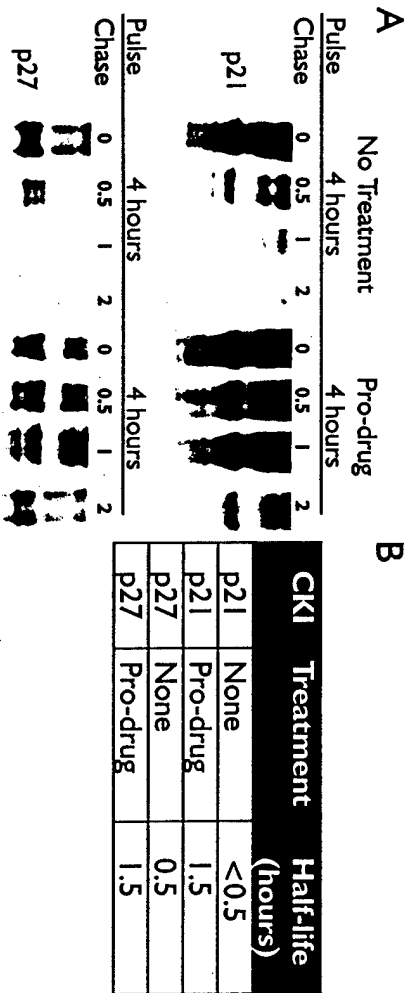 A
No Treatment Pro-drug
Pulse 4 hours 4 hours
Chase 0 0.5 1 2 0 0.5 1 2
p21
Pulse 4 hours 4 hours
Chase 0 0.5 1 2 0 0.5 1 2
p27
B
CKI Treatment Half-life (hours)
p21 None <0.5
p21 Pro-drug 1.5
p27 None 0.5
p27 Pro-drug 1.5